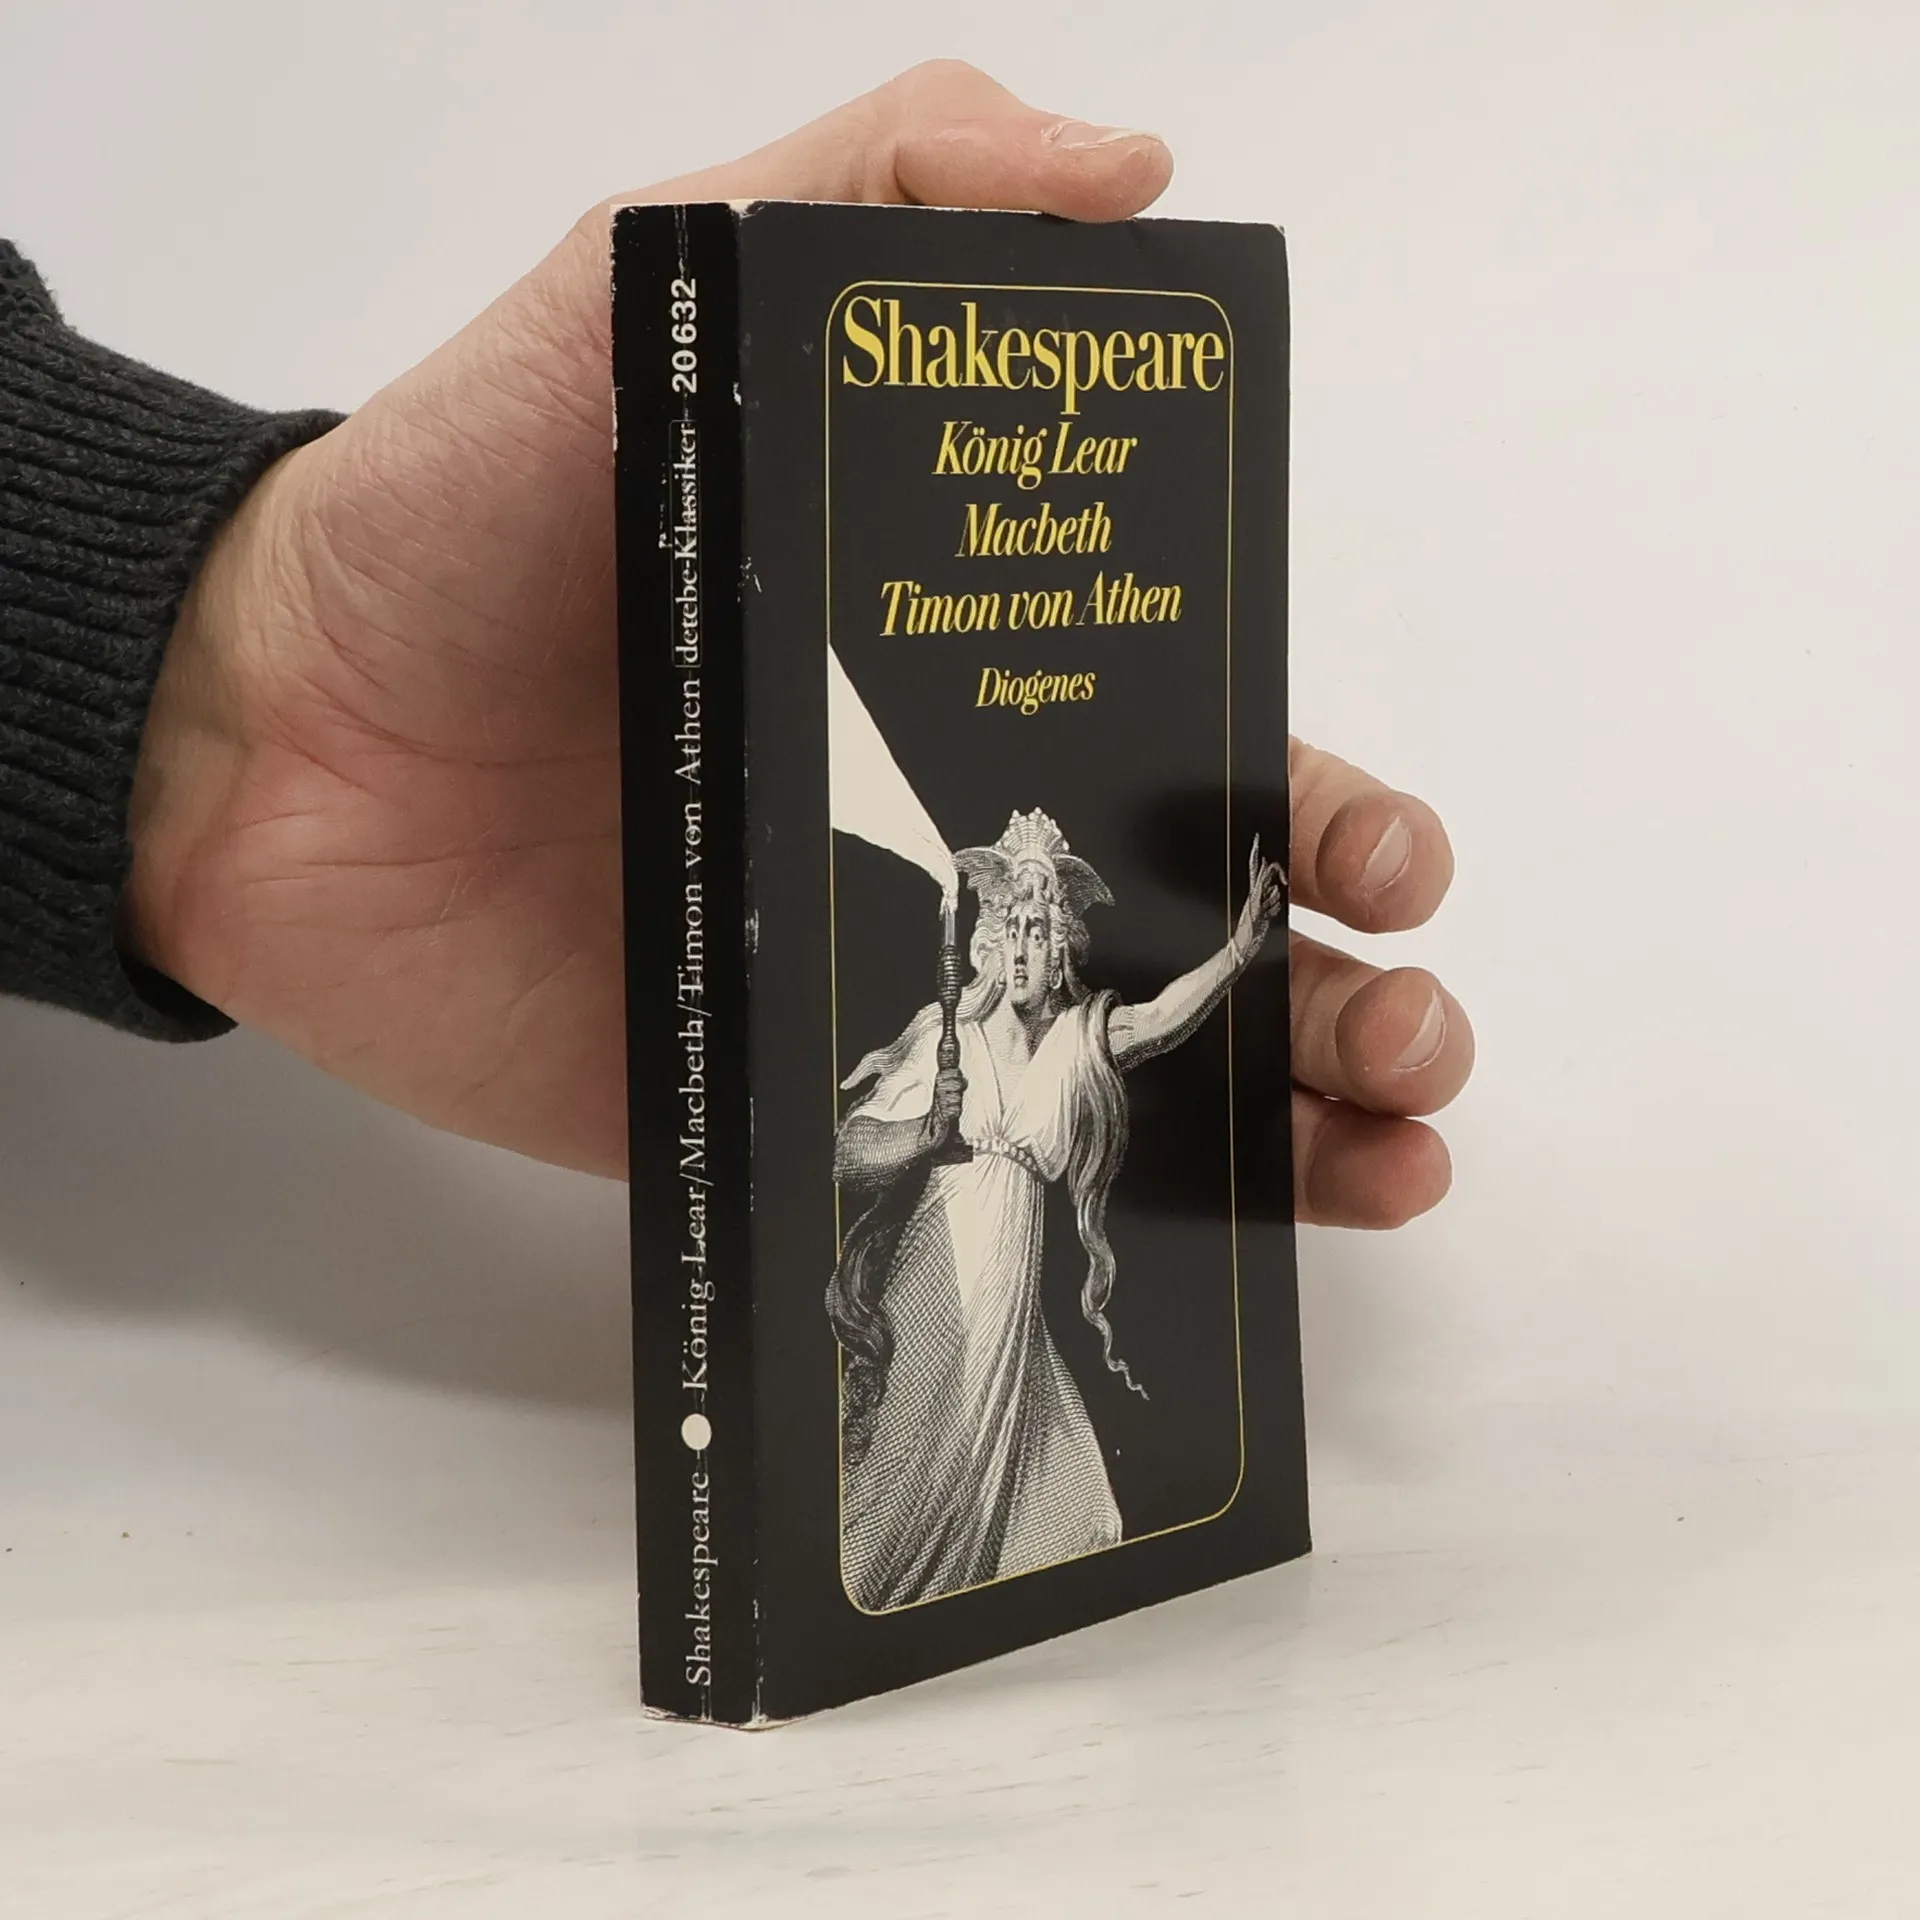 Shakespeare
König Lear
Macbeth
Timon von Athen
Diogenes
Shakespeare ● König Lear/Macbeth/Timon von Athen detebe-Klassiker 20632